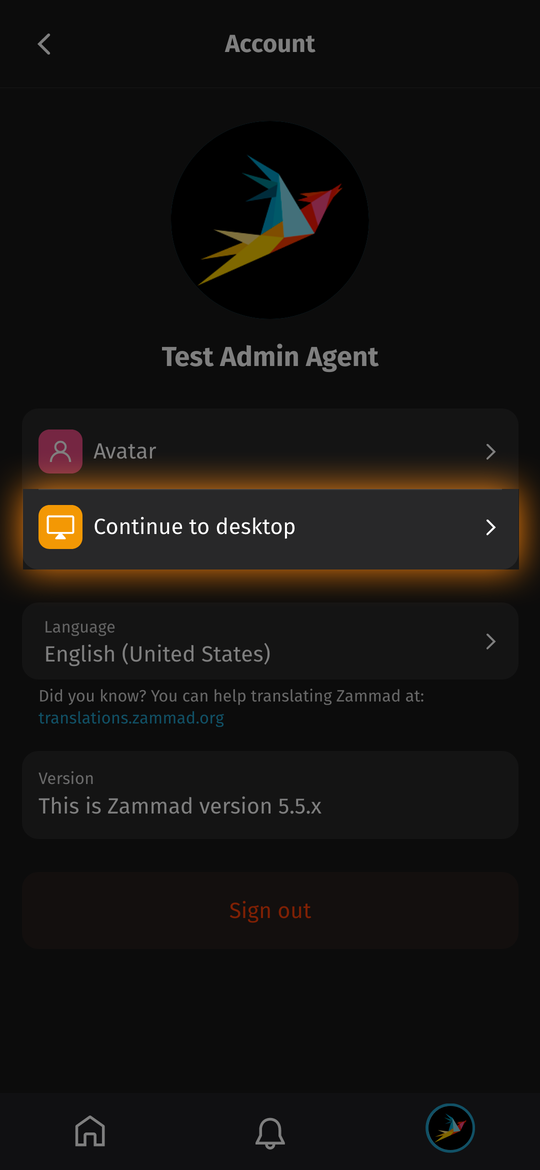 Account
Test Admin Agent
Avatar
Continue to desktop
Language
English (United States)
Did you know? You can help translating Zammad at:
translations.zammad.org
Version
This is Zammad version 5.5.x
Sign out